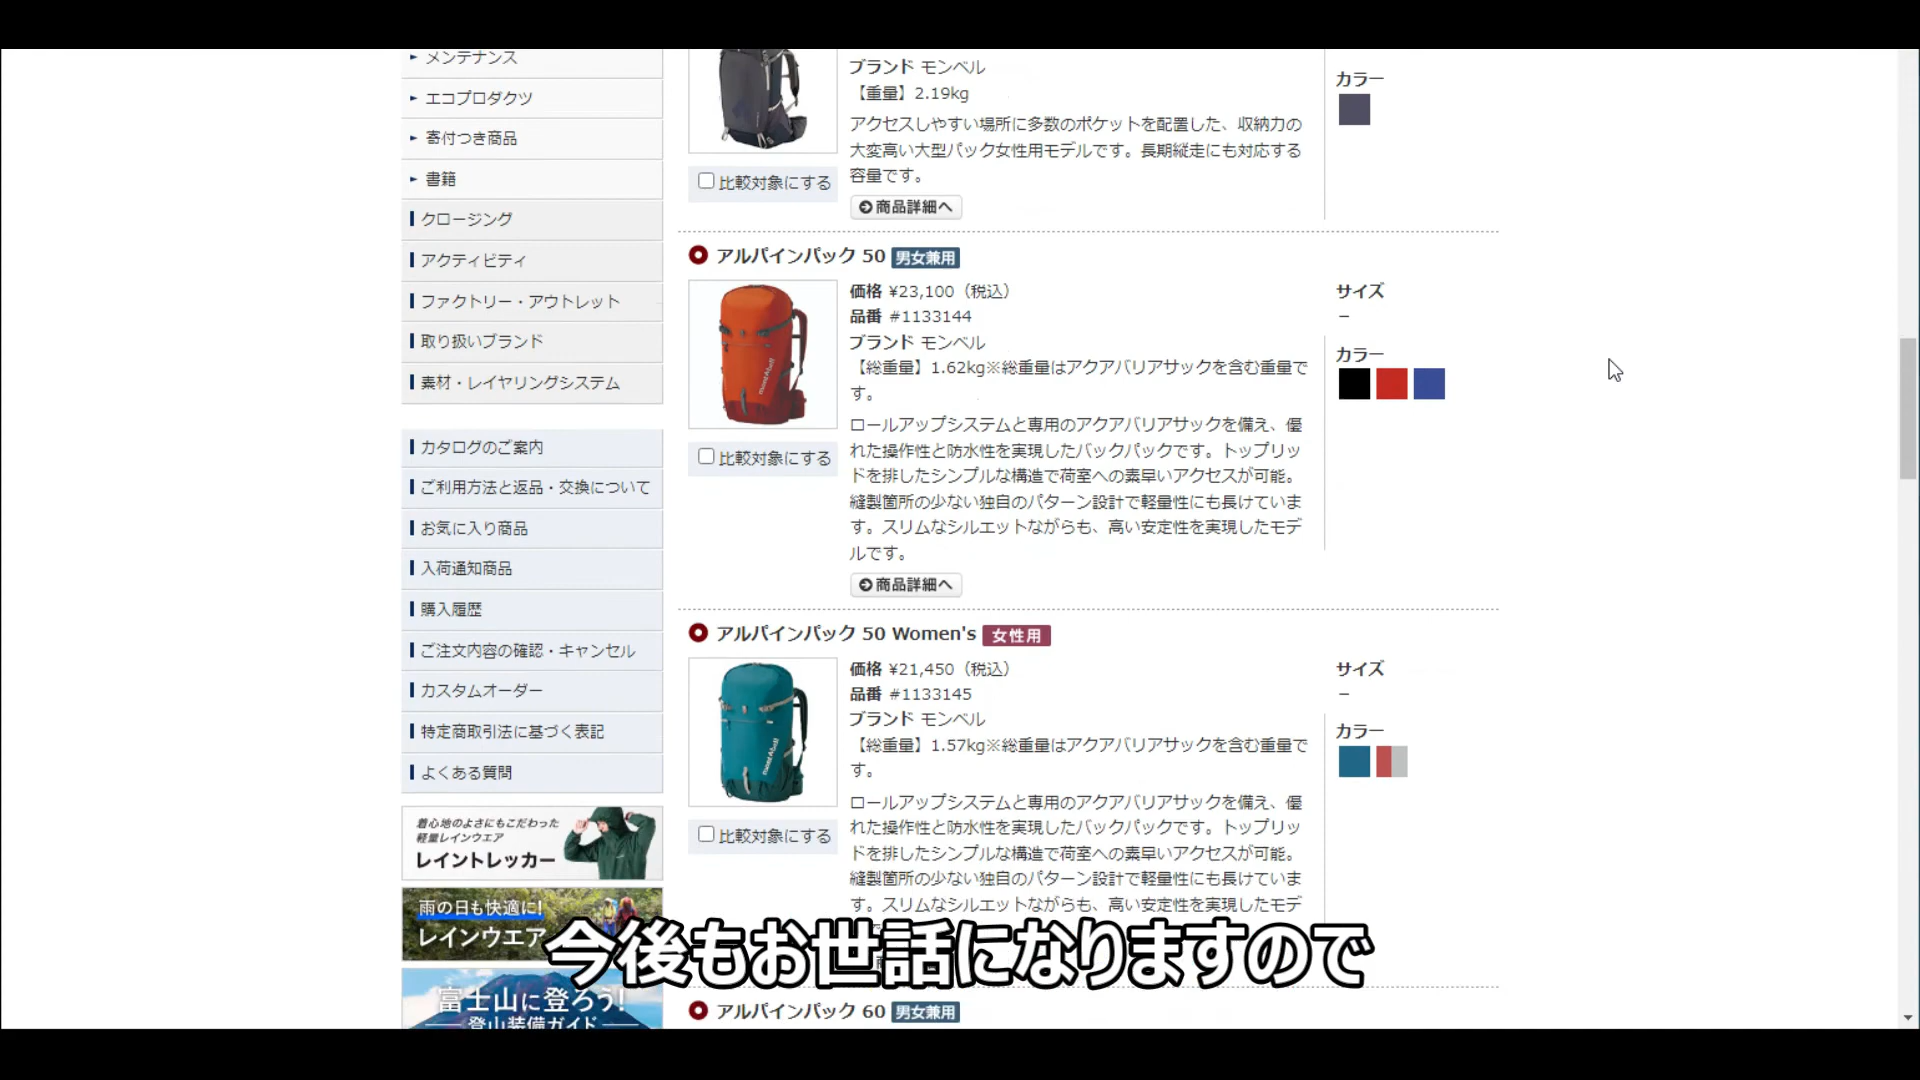 メンテナンス
エコプロダクツ
寄付つき商品
書籍
クロージング
アクティビティ
ファクトリー・アウトレット
取り扱いブランド
素材・レイヤリングシステム
カタログのご案内
ご利用方法と返品・交換について
お気に入り商品
入荷通知商品
購入履歴
ご注文内容の確認・キャンセル
カスタムオーダー
特定商取引法に基づく表記
よくある質問
着心地のよさにもこだわった
軽量レインウエア
レイントレッカー
雨の日も快適に!
レインウエア
富士山に登ろう!
登山装備ガイド
ブランド モンベル
【重量】2.19kg
アクセスしやすい場所に多数のポケットを配置した、収納力の
大変高い大型パック女性用モデルです。長期縦走にも対応する
容量です。
商品詳細へ
比較対象にする
カラー
アルパインパック 50 男女兼用
価格 ¥23,100（税込）
品番 #1133144
ブランド モンベル
【総重量】1.62kg※総重量はアクアバリアサックを含む重量で
す。
ロールアップシステムと専用のアクアバリアサックを備え、優
れた操作性と防水性を実現したバックパックです。トップリッ
ドを排したシンプルな構造で荷室への素早いアクセスが可能。
縫製箇所の少ない独自のパターン設計で軽量性にも長けていま
す。スリムなシルエットながらも、高い安定性を実現したモデ
ルです。
商品詳細へ
mont-bell
比較対象にする
サイズ
−
カラー
アルパインパック 50 Women's 女性用
価格 ¥21,450（税込）
品番 #1133145
ブランド モンベル
【総重量】1.57kg※総重量はアクアバリアサックを含む重量で
す。
ロールアップシステムと専用のアクアバリアサックを備え、優
れた操作性と防水性を実現したバックパックです。トップリッ
ドを排したシンプルな構造で荷室への素早いアクセスが可能。
縫製箇所の少ない独自のパターン設計で軽量性にも長けていま
す。スリムなシルエットながらも、高い安定性を実現したモデ
mont-bell
比較対象にする
サイズ
−
カラー
今後もお世話になりますので
アルパインパック 60 男女兼用